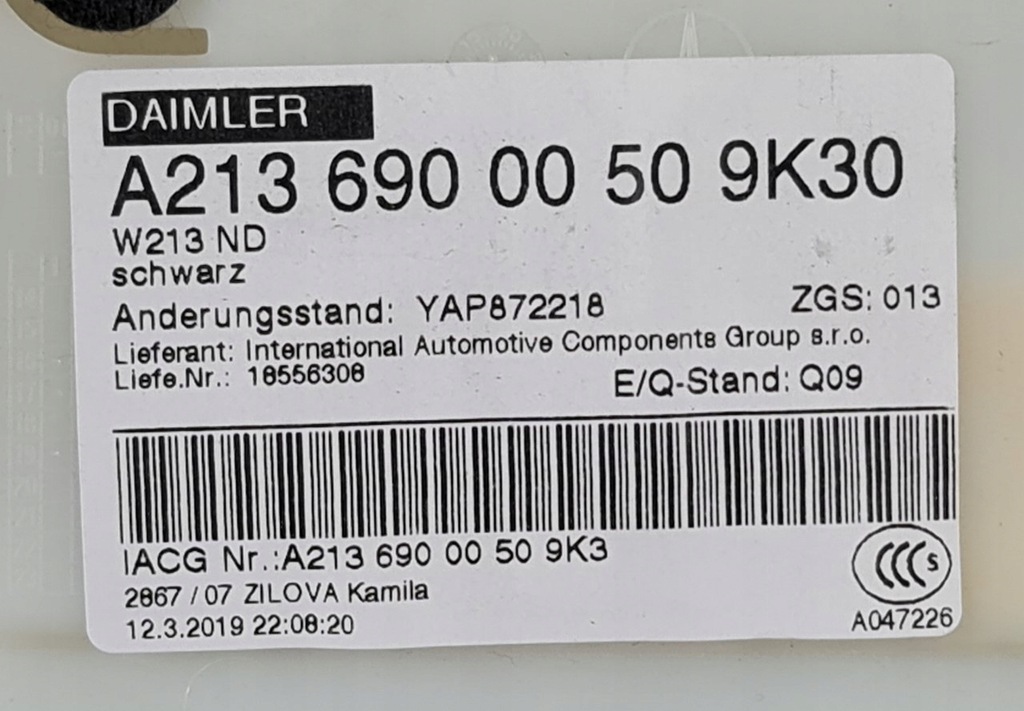 DAIMLER
A213 690 00 50 9K30
W213 ND
schwarz
Anderungsstand: YAP872218 ZGS: 013
Lieferant: International Automotive Components Group s.r.o.
Liefe.Nr.: 18556308 E/Q-Stand: Q09
IACG Nr.:A213 690 00 50 9K3
2867 / 07 ZILOVA Kamila
12.3.2019 22:08:20
CCC S
A047226